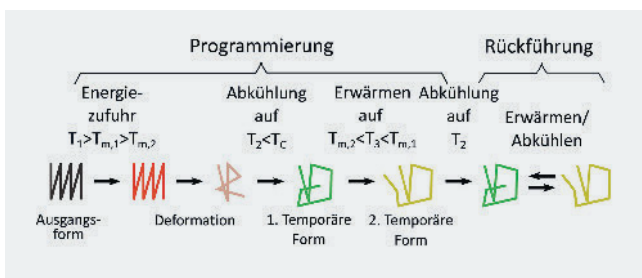 Programmierung
Rückführung
Energie-
zufuhr
T₁>Tₘ,₁>Tₘ,₂
Abkühlung
auf
T₂<T_C
Erwärmen
auf
Tₘ,₂<T₃<Tₘ,₁
Abkühlung
auf
T₂
Erwärmen/
Abkühlen
Ausgangs-
form
Deformation
1. Temporäre
Form
2. Temporäre
Form